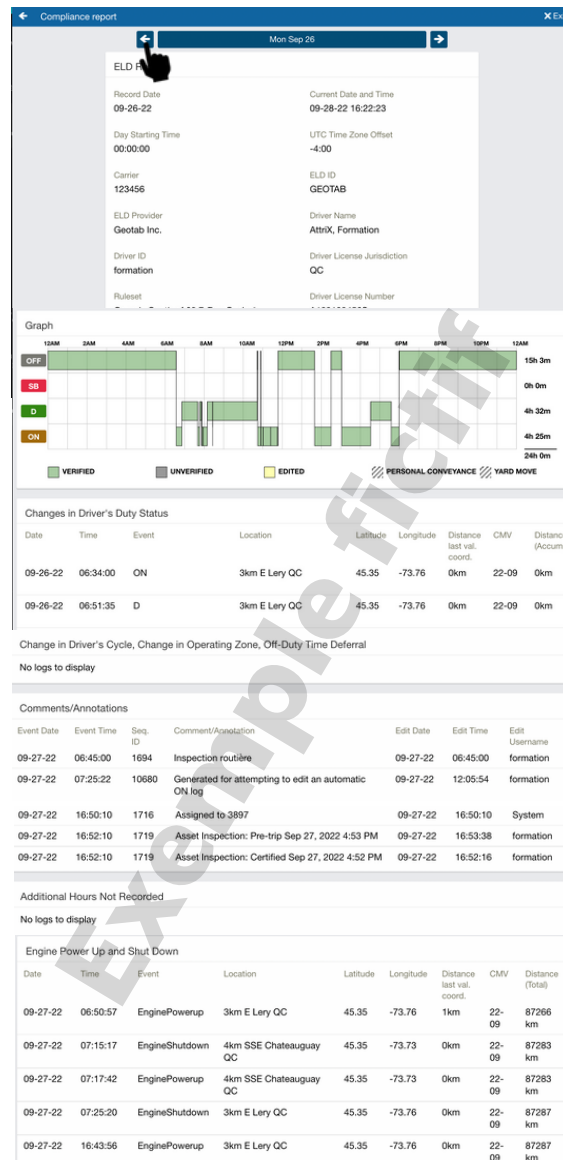 Compliance report
Mon Sep 26
ELD
Record Date Current Date and Time
09-26-22 09-28-22 16:22:23
Day Starting Time UTC Time Zone Offset
00:00:00 -4:00
Carrier ELD ID
123456 GEOTAB
ELD Provider Driver Name
Geotab Inc. AttriX, Formation
Driver ID Driver License Jurisdiction
formation QC
Ruleset Driver License Number
Graph
12AM 2AM 4AM 6AM 8AM 10AM 12PM 2PM 4PM 6PM 8PM 10PM 12AM
OFF 15h 3m
SB 0h 0m
D 4h 32m
ON 4h 25m
24h 0m
VERIFIED UNVERIFIED EDITED PERSONAL CONVEYANCE YARD MOVE
Changes in Driver's Duty Status
Date Time Event Location Latitude Longitude Distance last val. coord. CMV Distanc (Accum
09-26-22 06:34:00 ON 3km E Lery QC 45.35 -73.76 0km 22-09 0km
09-26-22 06:51:35 D 3km E Lery QC 45.35 -73.76 0km 22-09 0km
Change in Driver's Cycle, Change in Operating Zone, Off-Duty Time Deferral
No logs to display
Comments/Annotations
Event Date Event Time Seq. ID Comment/Annotation Edit Date Edit Time Edit Username
09-27-22 06:45:00 1694 Inspection routière 09-27-22 06:45:00 formation
09-27-22 07:25:22 10680 Generated for attempting to edit an automatic ON log 09-27-22 12:05:54 formation
09-27-22 16:50:10 1716 Assigned to 3897 09-27-22 16:50:10 System
09-27-22 16:52:10 1719 Asset Inspection: Pre-trip Sep 27, 2022 4:53 PM 09-27-22 16:53:38 formation
09-27-22 16:52:10 1719 Asset Inspection: Certified Sep 27, 2022 4:52 PM 09-27-22 16:52:16 formation
Additional Hours Not Recorded
No logs to display
Engine Power Up and Shut Down
Date Time Event Location Latitude Longitude Distance last val. coord. CMV Distance (Total)
09-27-22 06:50:57 EnginePowerup 3km E Lery QC 45.35 -73.76 1km 22-09 87266 km
09-27-22 07:15:17 EngineShutdown 4km SSE Chateauguay QC 45.35 -73.73 0km 22-09 87283 km
09-27-22 07:17:42 EnginePowerup 4km SSE Chateauguay QC 45.35 -73.73 0km 22-09 87283 km
09-27-22 07:25:20 EngineShutdown 3km E Lery QC 45.35 -73.76 0km 22-09 87287 km
09-27-22 16:43:56 EnginePowerup 3km E Lery QC 45.35 -73.76 0km 22-09 87287 km
Exemple fictif